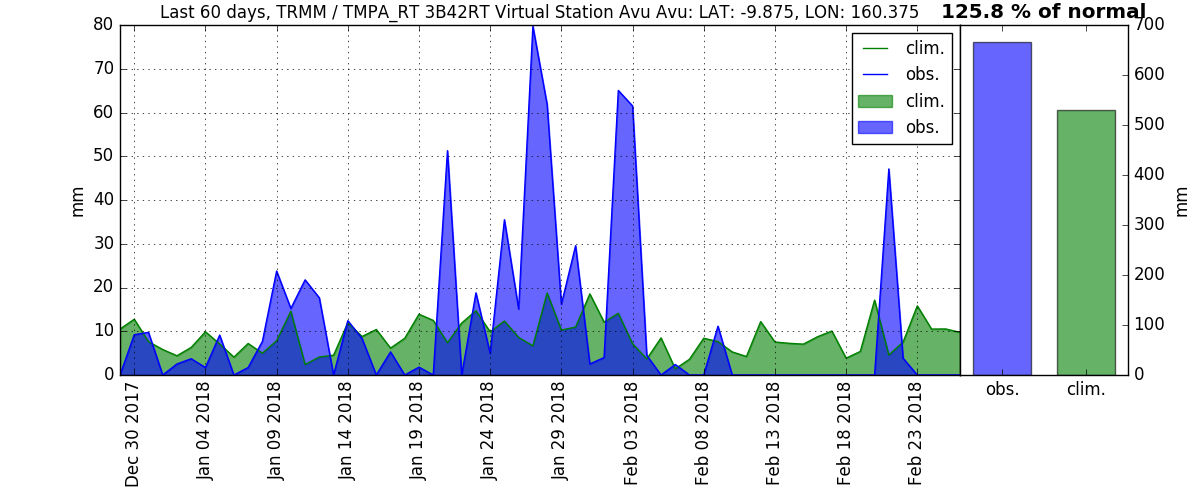 Last 60 days, TRMM / TMPA_RT 3B42RT Virtual Station Avu Avu: LAT: -9.875, LON: 160.375
125.8 % of normal
80
70
60
50
40
30
20
10
0
mm
clim.
obs.
clim.
obs.
Dec 30 2017
Jan 04 2018
Jan 09 2018
Jan 14 2018
Jan 19 2018
Jan 24 2018
Jan 29 2018
Feb 03 2018
Feb 08 2018
Feb 13 2018
Feb 18 2018
Feb 23 2018
700
600
500
400
300
200
100
0
mm
obs.
clim.